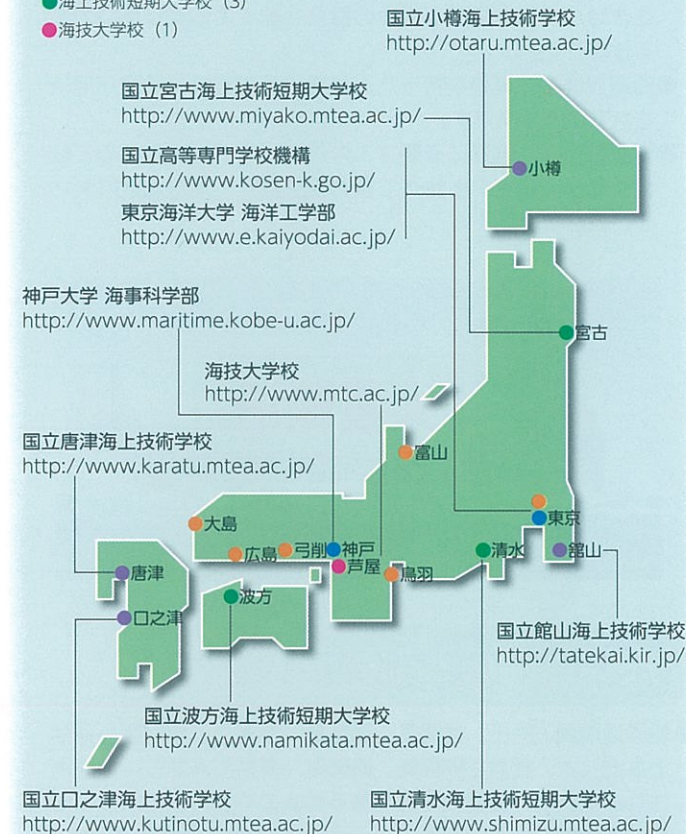 ●海上技術短期大学校（3）
●海技大学校（1）
国立小樽海上技術学校
http://otaru.mtea.ac.jp/
国立宮古海上技術短期大学校
http://www.miyako.mtea.ac.jp/
国立高等専門学校機構
http://www.kosen-k.go.jp/
東京海洋大学 海洋工学部
http://www.e.kaiyodai.ac.jp/
小樽
神戸大学 海事科学部
http://www.maritime.kobe-u.ac.jp/
宮古
海技大学校
http://www.mtc.ac.jp/
国立唐津海上技術学校
http://www.karatu.mtea.ac.jp/
富山
大島
東京
広島
弓削
神戸
清水
館山
芦屋
鳥羽
唐津
波方
口之津
国立館山海上技術学校
http://tatekai.kir.jp/
国立波方海上技術短期大学校
http://www.namikata.mtea.ac.jp/
国立口之津海上技術学校
http://www.kutinotu.mtea.ac.jp/
国立清水海上技術短期大学校
http://www.shimizu.mtea.ac.jp/